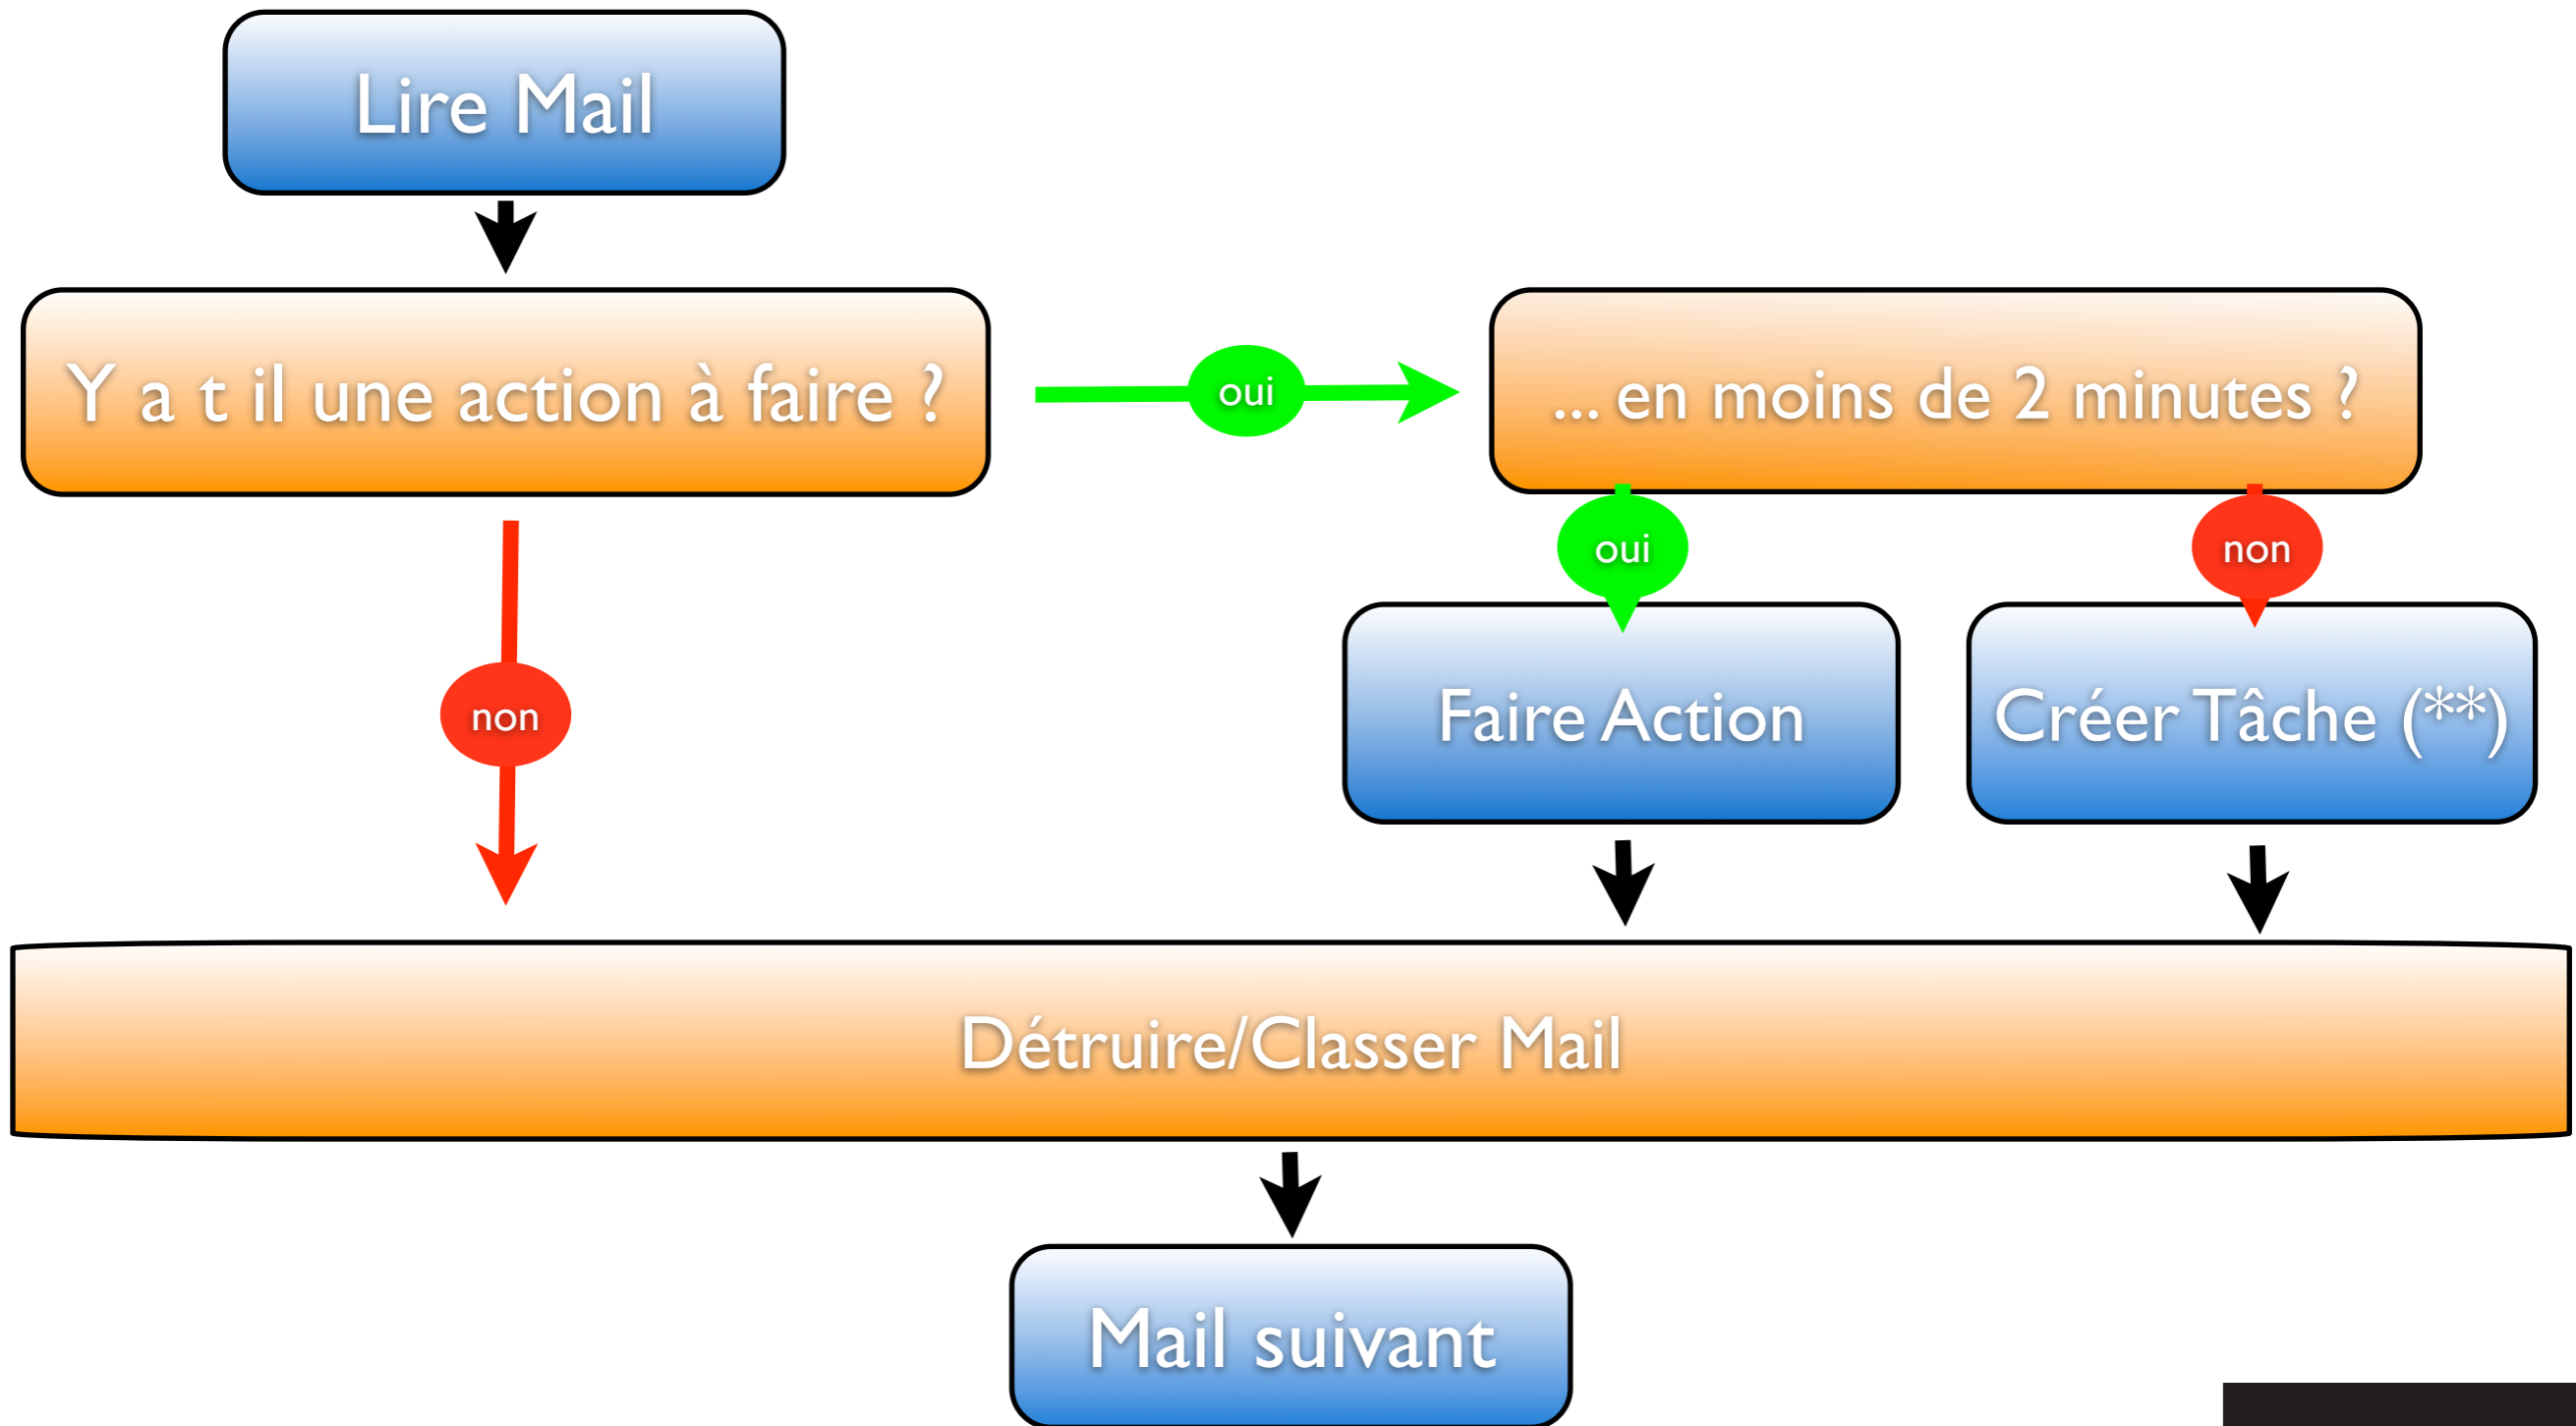 Lire Mail
Y a t il une action à faire ?
oui
... en moins de 2 minutes ?
oui
non
non
Faire Action
Créer Tâche (**)
Détruire/Classer Mail
Mail suivant